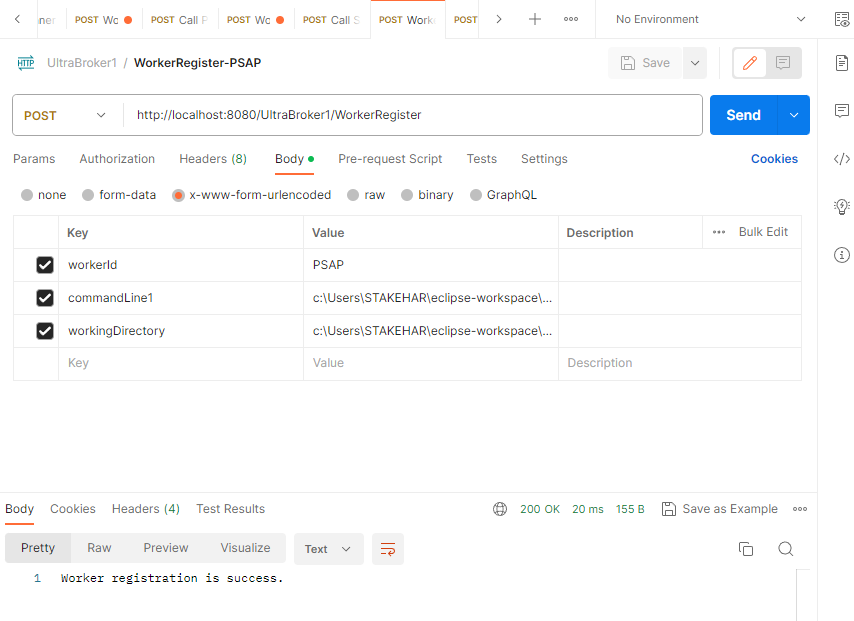 POST Wc POST Call POST Wc POST Call POST Work POST No Environment
HTTP UltraBroker1 / WorkerRegister-PSAP Save
POST http://localhost:8080/UltraBroker1/WorkerRegister Send
Params Authorization Headers (8) Body Pre-request Script Tests Settings Cookies
none form-data x-www-form-urlencoded raw binary GraphQL
Key Value Description Bulk Edit
workerId PSAP
commandLine1 c:\Users\STAKEHAR\eclipse-workspace\...
workingDirectory c:\Users\STAKEHAR\eclipse-workspace\...
Key Value Description
Body Cookies Headers (4) Test Results 200 OK 20 ms 155 B Save as Example
Pretty Raw Preview Visualize Text
1 Worker registration is success.